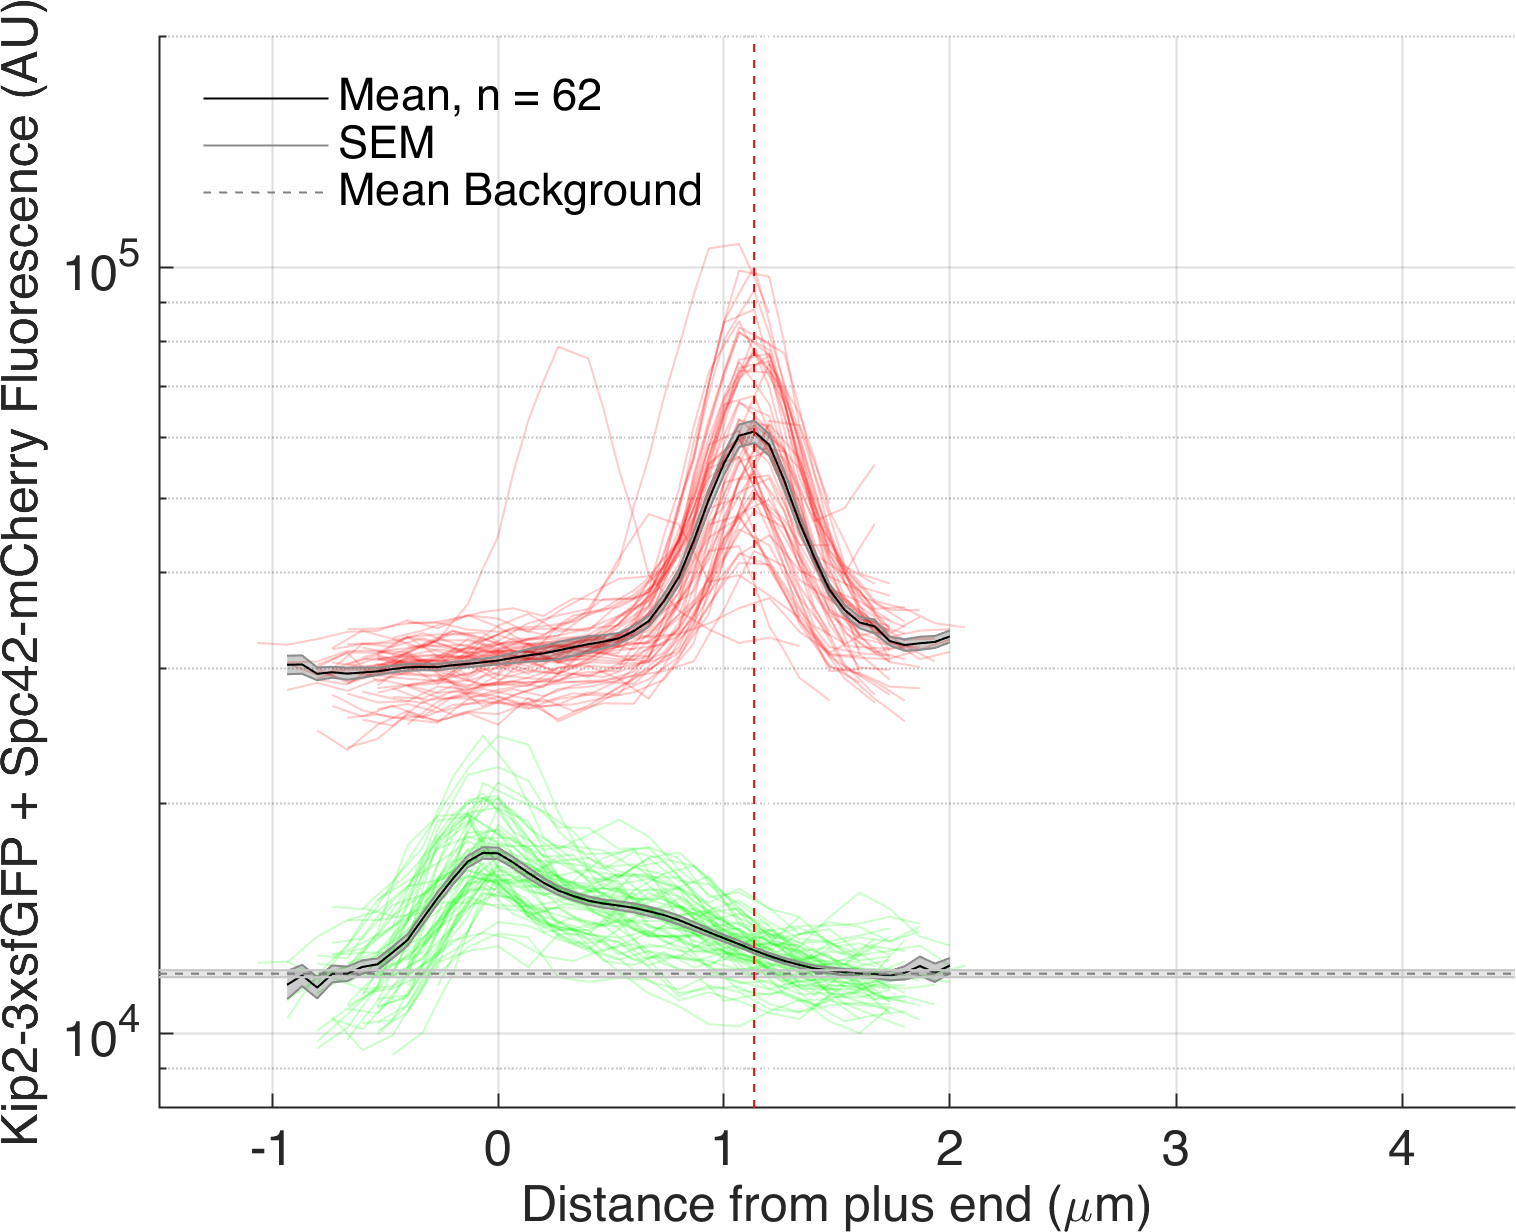 Kip2-3xsfGFP + Spc42-mCherry Fluorescence (AU)
Mean, n = 62
SEM
Mean Background
10^5
10^4
-1 0 1 2 3 4
Distance from plus end (μm)